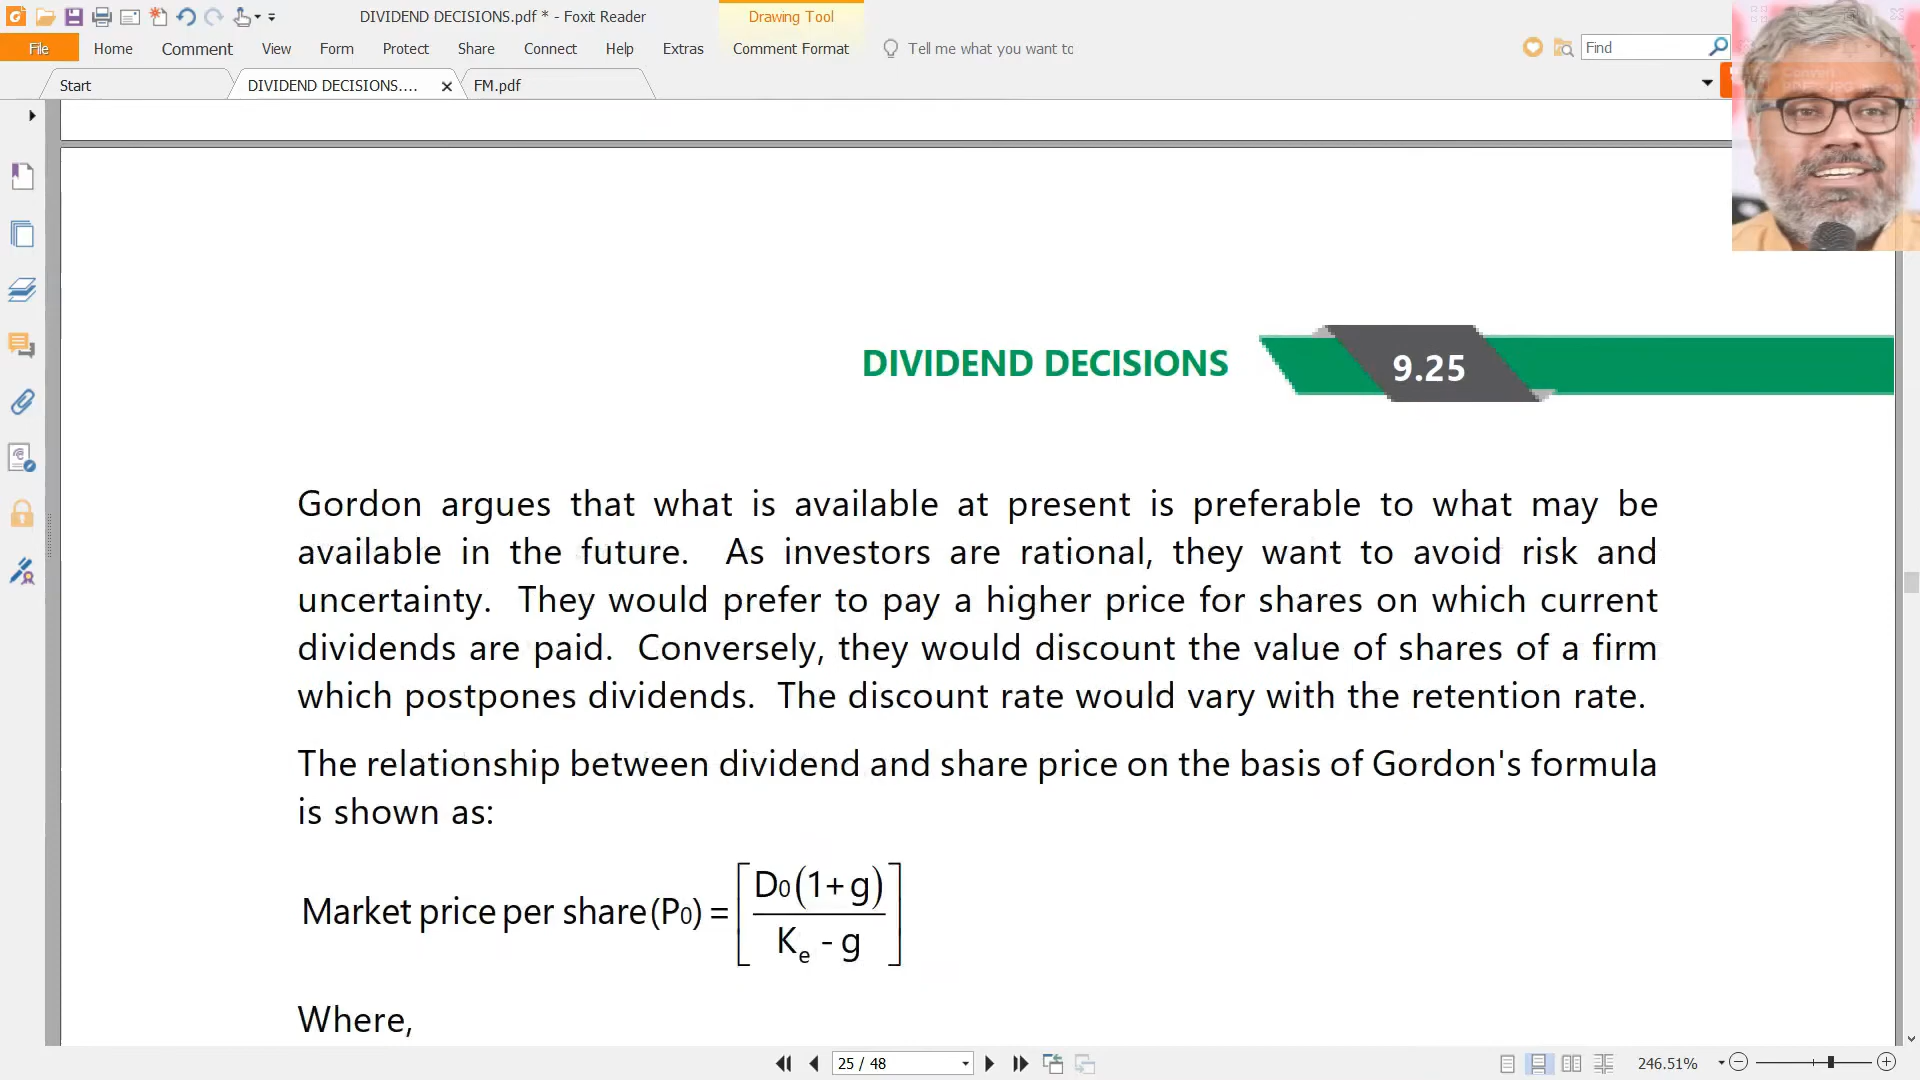 DIVIDEND DECISIONS.pdf * - Foxit Reader
Drawing Tool
File Home Comment View Form Protect Share Connect Help Extras Comment Format Tell me what you want to Find
Start DIVIDEND DECISIONS.... FM.pdf
DIVIDEND DECISIONS 9.25
Gordon argues that what is available at present is preferable to what may be
available in the future. As investors are rational, they want to avoid risk and
uncertainty. They would prefer to pay a higher price for shares on which current
dividends are paid. Conversely, they would discount the value of shares of a firm
which postpones dividends. The discount rate would vary with the retention rate.
The relationship between dividend and share price on the basis of Gordon's formula
is shown as:
Market price per share (P₀) = [D₀(1+g) / Kₑ - g]
Where,
25 / 48 246.51%